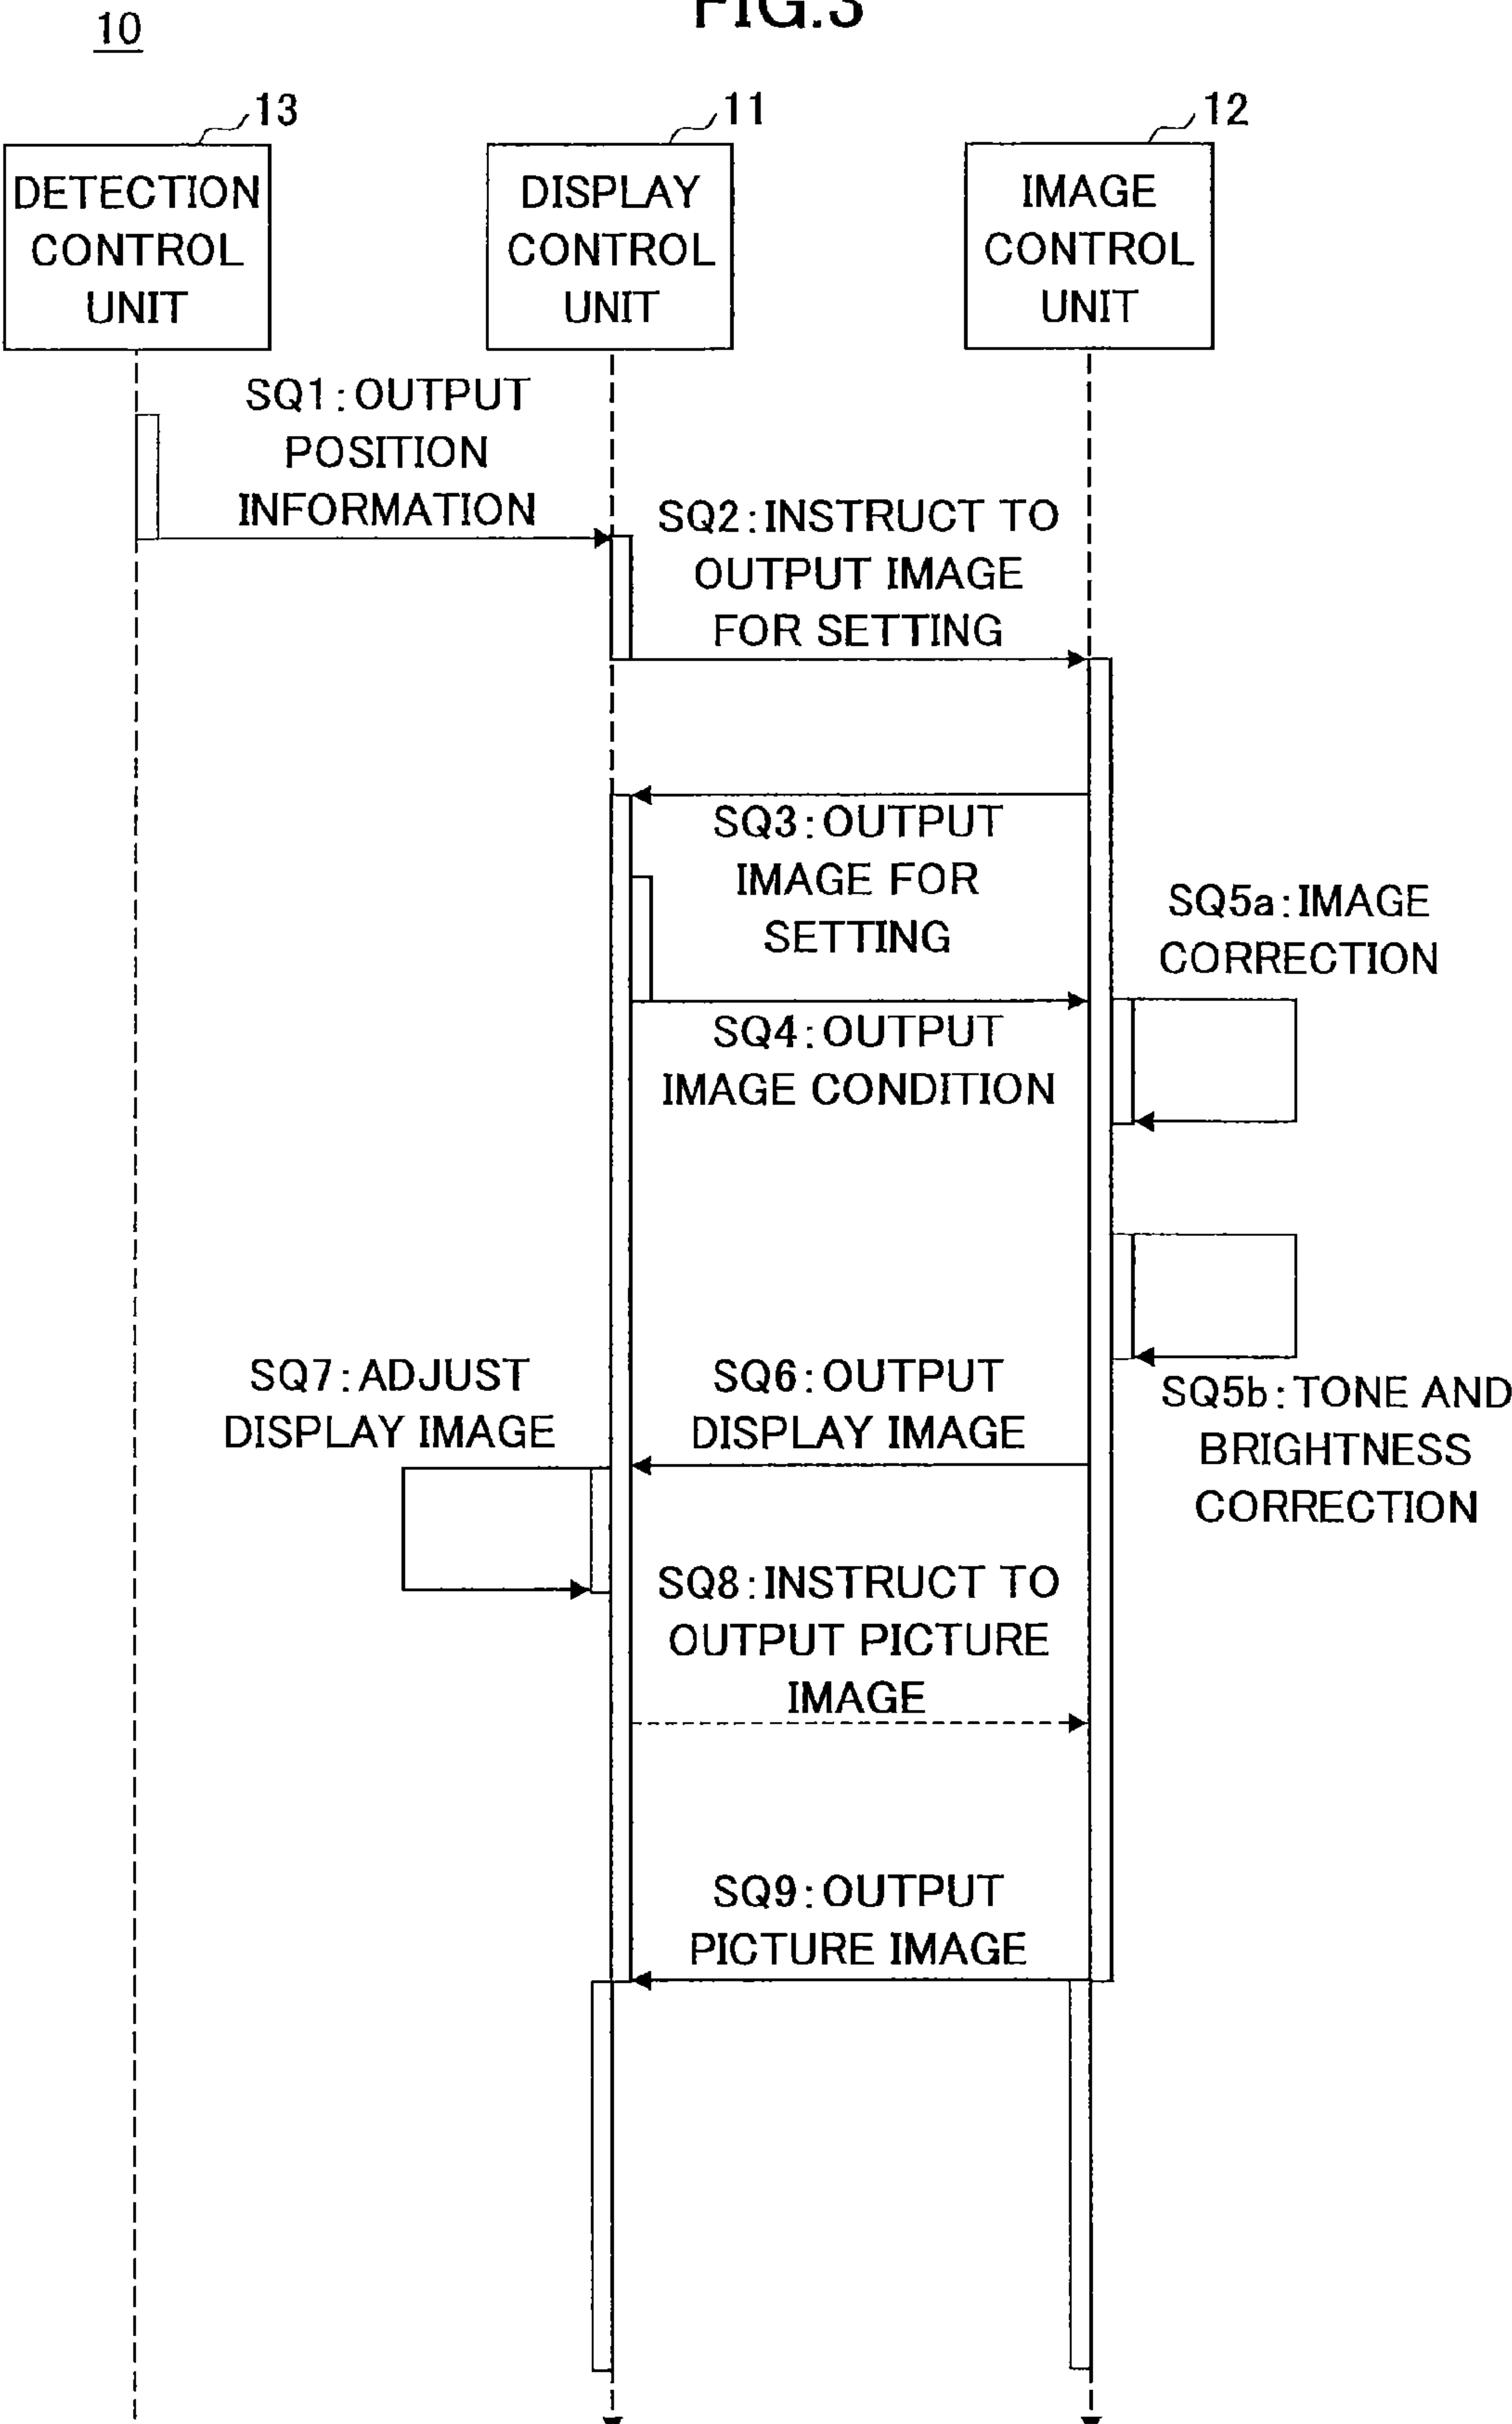 FIG.3
10
13
11
12
DETECTION
CONTROL
UNIT
DISPLAY
CONTROL
UNIT
IMAGE
CONTROL
UNIT
SQ1:OUTPUT
POSITION
INFORMATION
SQ2:INSTRUCT TO
OUTPUT IMAGE
FOR SETTING
SQ3:OUTPUT
IMAGE FOR
SETTING
SQ4:OUTPUT
IMAGE CONDITION
SQ5a:IMAGE
CORRECTION
SQ5b:TONE AND
BRIGHTNESS
CORRECTION
SQ6:OUTPUT
DISPLAY IMAGE
SQ7:ADJUST
DISPLAY IMAGE
SQ8:INSTRUCT TO
OUTPUT PICTURE
IMAGE
SQ9:OUTPUT
PICTURE IMAGE